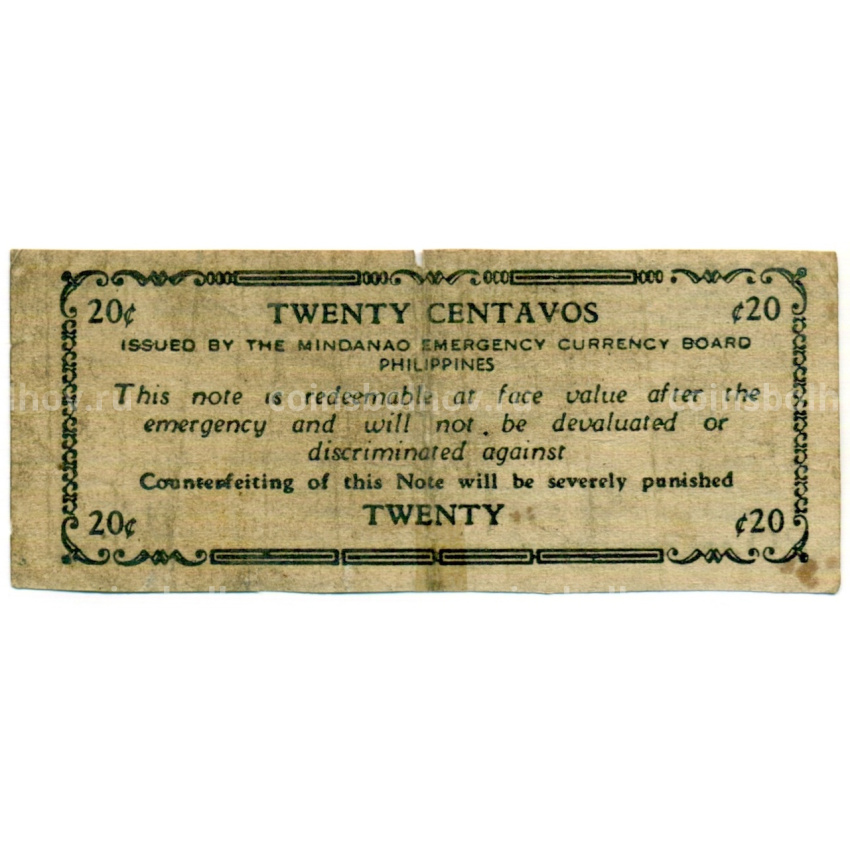 20¢ TWENTY CENTAVOS ¢20
ISSUED BY THE MINDANAO EMERGENCY CURRENCY BOARD
PHILIPPINES
This note is redeemable at face value after the
emergency and will not be devaluated or
discriminated against
Counterfeiting of this Note will be severely punished
20¢ TWENTY ¢20